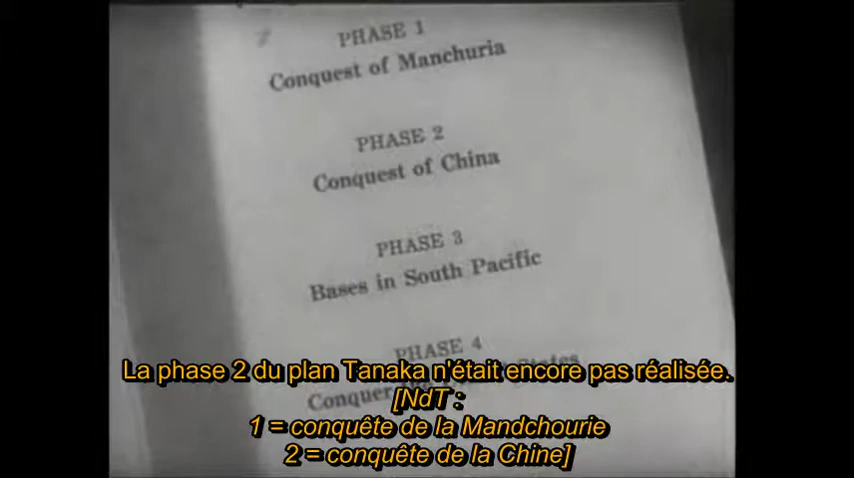 PHASE 1
Conquest of Manchuria
PHASE 2
Conquest of China
PHASE 3
Bases in South Pacific
PHASE 4
Conquer States
La phase 2 du plan Tanaka n'était encore pas réalisée.
[NdT :
1 = conquête de la Mandchourie
2 = conquête de la Chine]